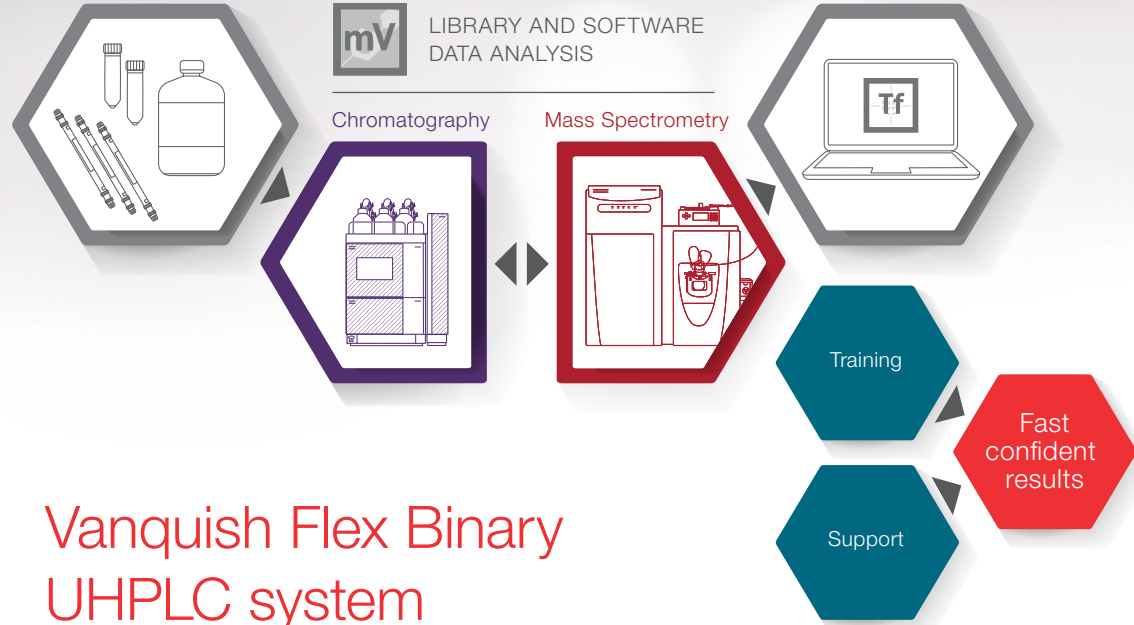 mV
LIBRARY AND SOFTWARE
DATA ANALYSIS
Chromatography
Mass Spectrometry
Tf
Training
Fast
confident
results
Support
Vanquish Flex Binary
UHPLC system